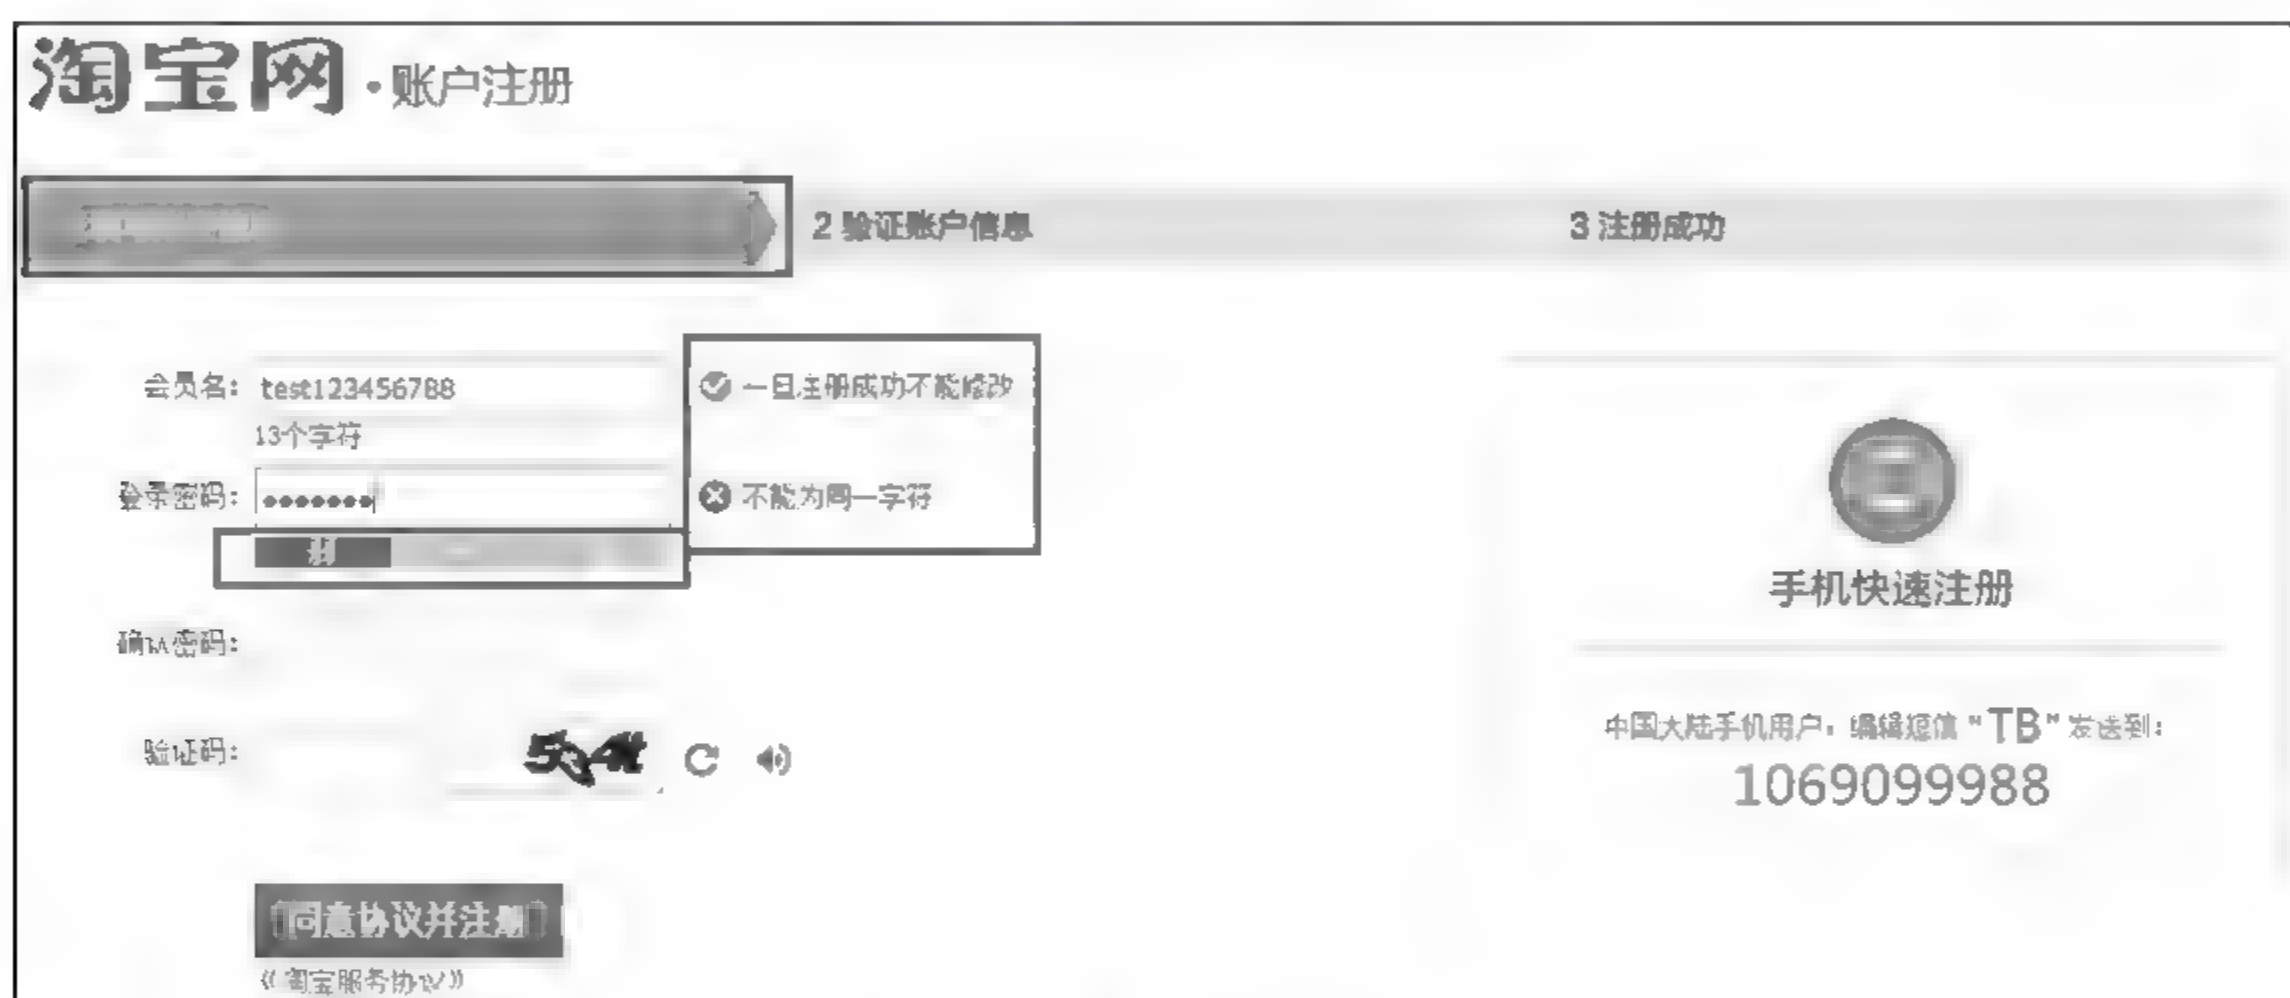 淘宝网·账户注册
2 验证账户信息
3 注册成功
会员名: test123456788
一旦注册成功不能修改
13个字符
登录密码: •••••••
不能为同一字符
弱
手机快速注册
确认密码:
中国大陆手机用户,编辑短信“TB”发送到:
验证码:
1069099988
同意协议并注册
《淘宝服务协议》